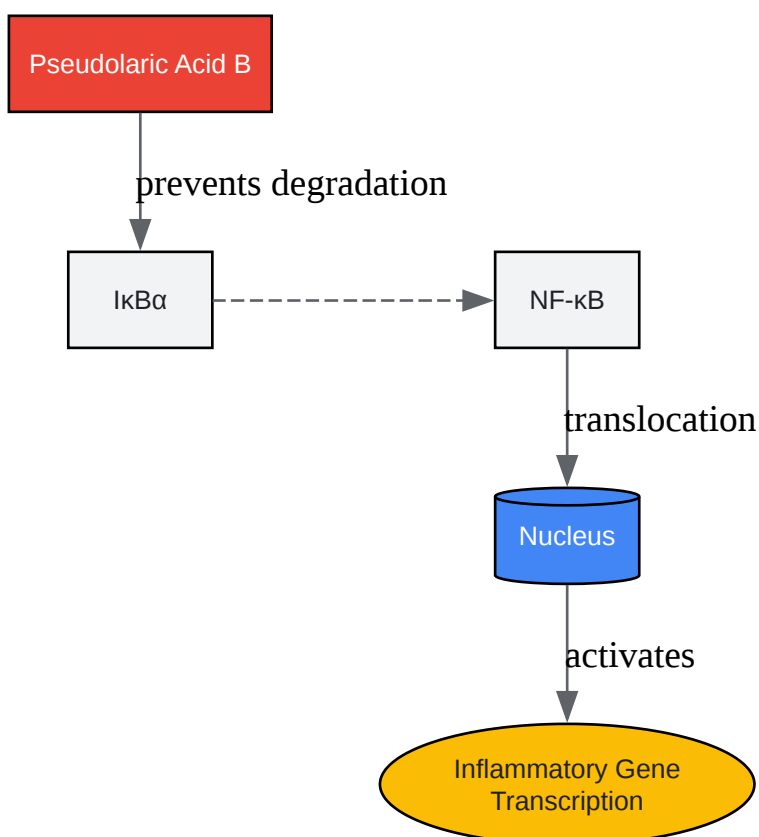 Pseudolaric Acid B
prevents degradation
IκBα
NF-κB
translocation
Nucleus
activates
Inflammatory Gene
Transcription